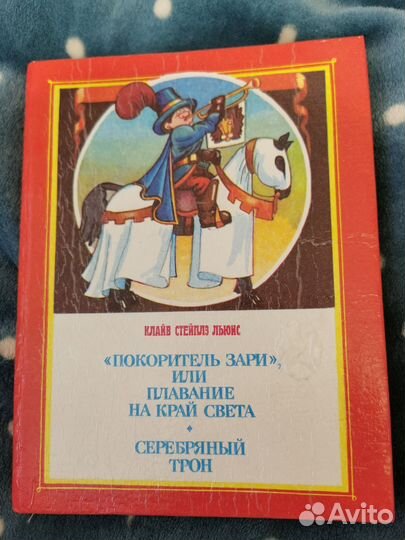 КЛАЙВ СТЕЙПЛЗ ЛЬЮИС
«ПОКОРИТЕЛЬ ЗАРИ»,
ИЛИ
ПЛАВАНИЕ
НА КРАЙ СВЕТА
СЕРЕБРЯНЫЙ
ТРОН
Avito